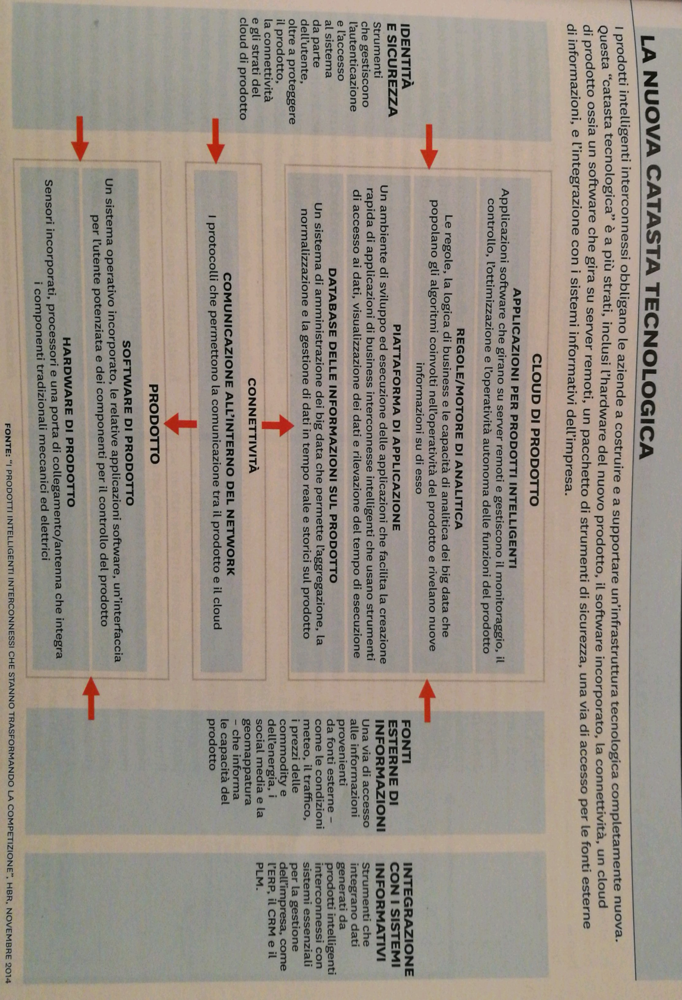 LA NUOVA CATASTA TECNOLOGICA
I prodotti intelligenti interconnessi obbligano le aziende a costruire e a supportare un'infrastruttura tecnologica completamente nuova.
Questa “catasta tecnologica” è a più strati, inclusi l'hardware del nuovo prodotto, il software incorporato, la connettività, un cloud
di prodotto ossia un software che gira su server remoti, un pacchetto di strumenti di sicurezza, una via di accesso per le fonti esterne
di informazioni, e l'integrazione con i sistemi informativi dell'impresa.
IDENTITÀ
E SICUREZZA
Strumenti
che gestiscono
l'autenticazione
e l'accesso
al sistema
da parte
dell'utente,
oltre a proteggere
il prodotto,
la connettività
e gli strati del
cloud di prodotto
CLOUD DI PRODOTTO
APPLICAZIONI PER PRODOTTI INTELLIGENTI
Applicazioni software che girano su server remoti e gestiscono il monitoraggio, il
controllo, l'ottimizzazione e l'operatività autonoma delle funzioni del prodotto
REGOLE/MOTORE DI ANALITICA
Le regole, la logica di business e le capacità di analitica dei big data che
popolano gli algoritmi coinvolti nell'operatività del prodotto e rivelano nuove
informazioni su di esso
PIATTAFORMA DI APPLICAZIONE
Un ambiente di sviluppo ed esecuzione delle applicazioni che facilita la creazione
rapida di applicazioni di business interconnesse intelligenti che usano strumenti
di accesso ai dati, visualizzazione dei dati e rilevazione del tempo di esecuzione
DATABASE DELLE INFORMAZIONI SUL PRODOTTO
Un sistema di amministrazione dei big data che permette l'aggregazione, la
normalizzazione e la gestione di dati in tempo reale e storici sul prodotto
CONNETTIVITÀ
COMUNICAZIONE ALL'INTERNO DEL NETWORK
I protocolli che permettono la comunicazione tra il prodotto e il cloud
PRODOTTO
SOFTWARE DI PRODOTTO
Un sistema operativo incorporato, le relative applicazioni software, un'interfaccia
per l'utente potenziata e dei componenti per il controllo del prodotto
HARDWARE DI PRODOTTO
Sensori incorporati, processori e una porta di collegamento/antenna che integra
i componenti tradizionali meccanici ed elettrici
FONTI
ESTERNE DI
INFORMAZIONI
Una via di accesso
alle informazioni
provenienti
da fonti esterne –
come le condizioni
meteo, il traffico,
i prezzi delle
commodity e
dell'energia, i
social media e la
geomappatura
– che informa
le capacità del
prodotto
INTEGRAZIONE
CON I SISTEMI
INFORMATIVI
Strumenti che
integrano dati
generati da
prodotti intelligenti
interconnessi con
sistemi essenziali
per la gestione
dell'impresa, come
l'ERP, il CRM e il
PLM.
FONTE: “I PRODOTTI INTELLIGENTI INTERCONNESSI CHE STANNO TRASFORMANDO LA COMPETIZIONE”, HBR, NOVEMBRE 2014